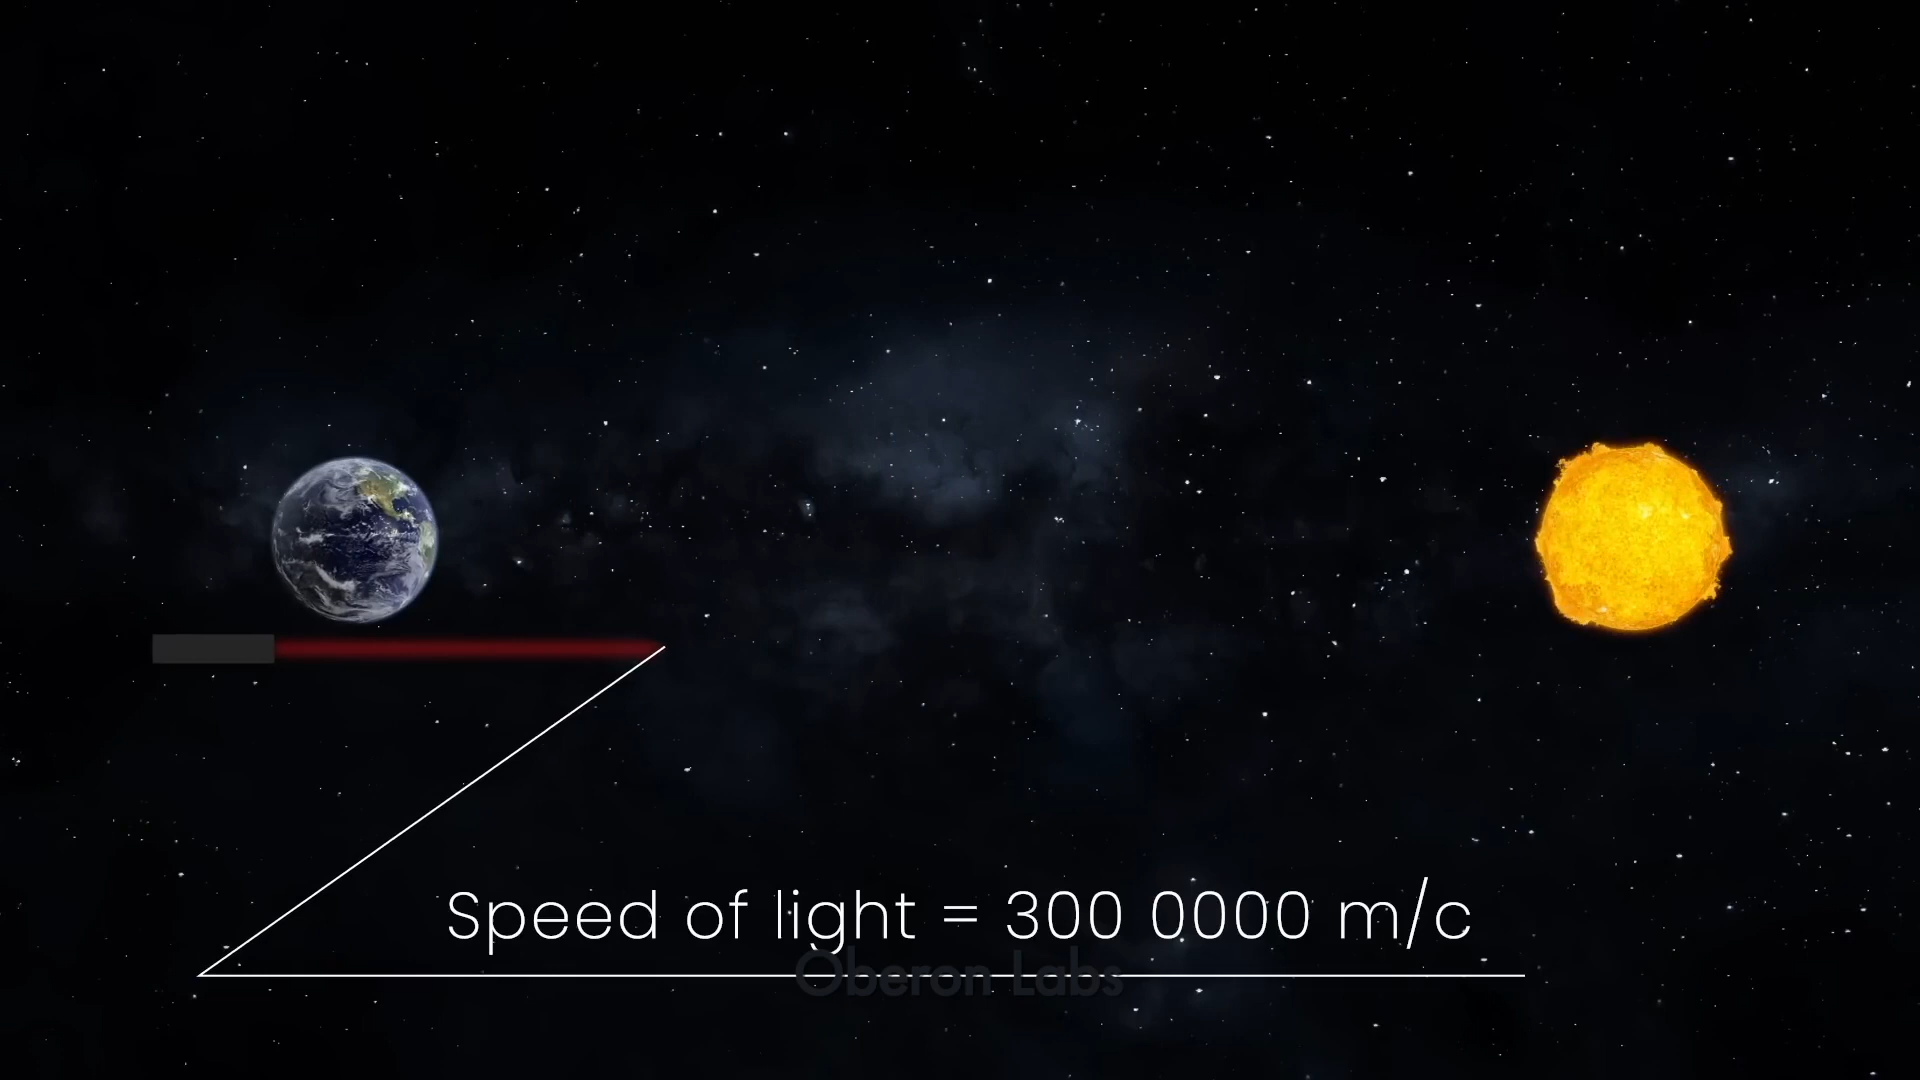 Speed of light = 300 0000 m/c
Oberon Labs